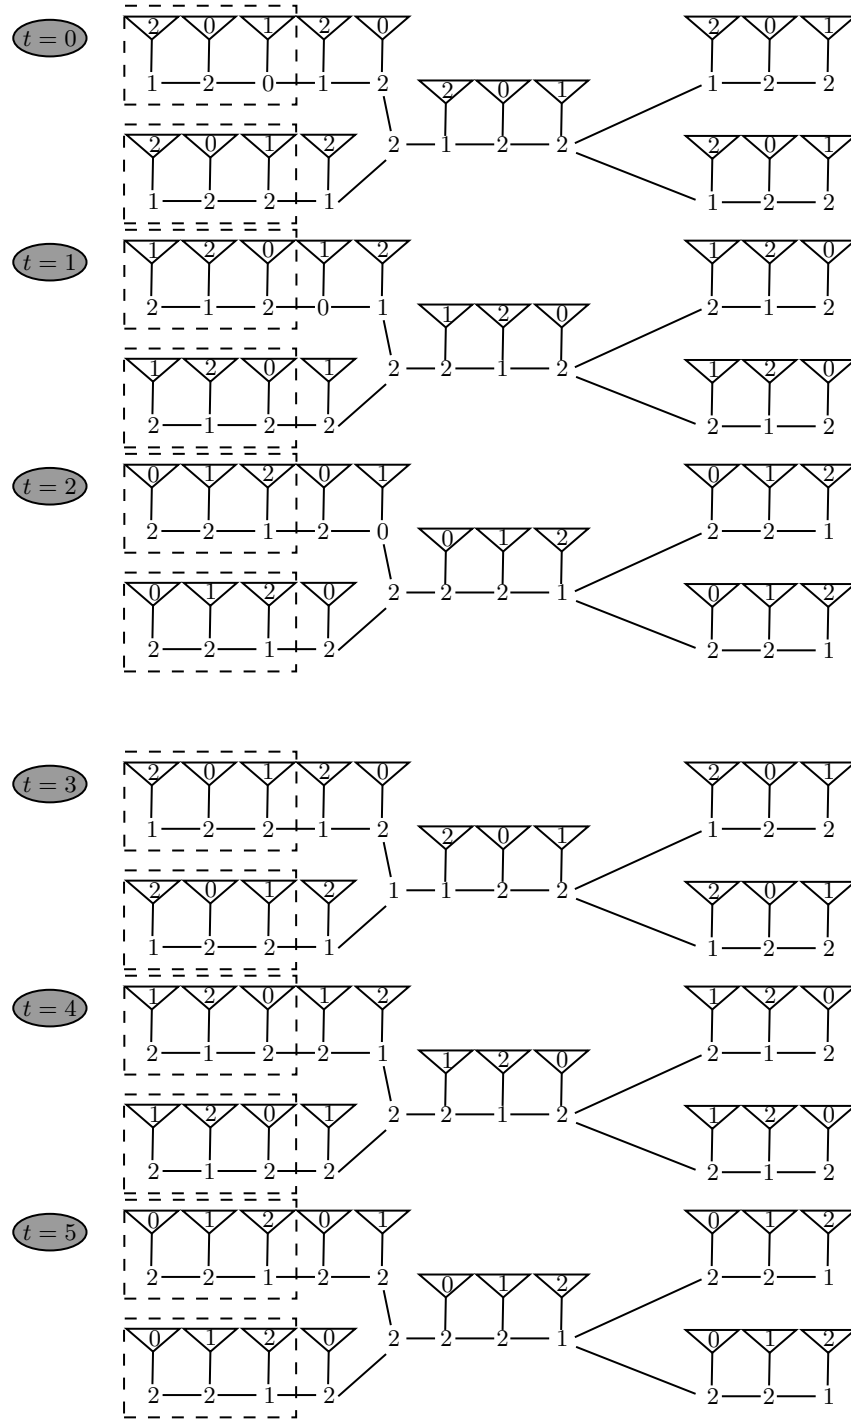 t = 0
2 0 1 2 0 2 0 1
1 2 0 1 2 1 2 2
2 0 1
2 0 1 2 2 0 1
2 1 2 2
1 2 2 1 1 2 2
t = 1
1 2 0 1 2 1 2 0
2 1 2 0 1 2 1 2
1 2 0
1 2 0 1 1 2 0
2 2 1 2
2 1 2 2 2 1 2
t = 2
0 1 2 0 1 0 1 2
2 2 1 2 0 2 2 1
0 1 2
0 1 2 0 0 1 2
2 2 2 1
2 2 1 2 2 2 1
t = 3
2 0 1 2 0 2 0 1
1 2 2 1 2 1 2 2
2 0 1
2 0 1 2 2 0 1
1 1 2 2
1 2 2 1 1 2 2
t = 4
1 2 0 1 2 1 2 0
2 1 2 2 1 2 1 2
1 2 0
1 2 0 1 1 2 0
2 2 1 2
2 1 2 2 2 1 2
t = 5
0 1 2 0 1 0 1 2
2 2 1 2 2 2 2 1
0 1 2
0 1 2 0 0 1 2
2 2 2 1
2 2 1 2 2 2 1